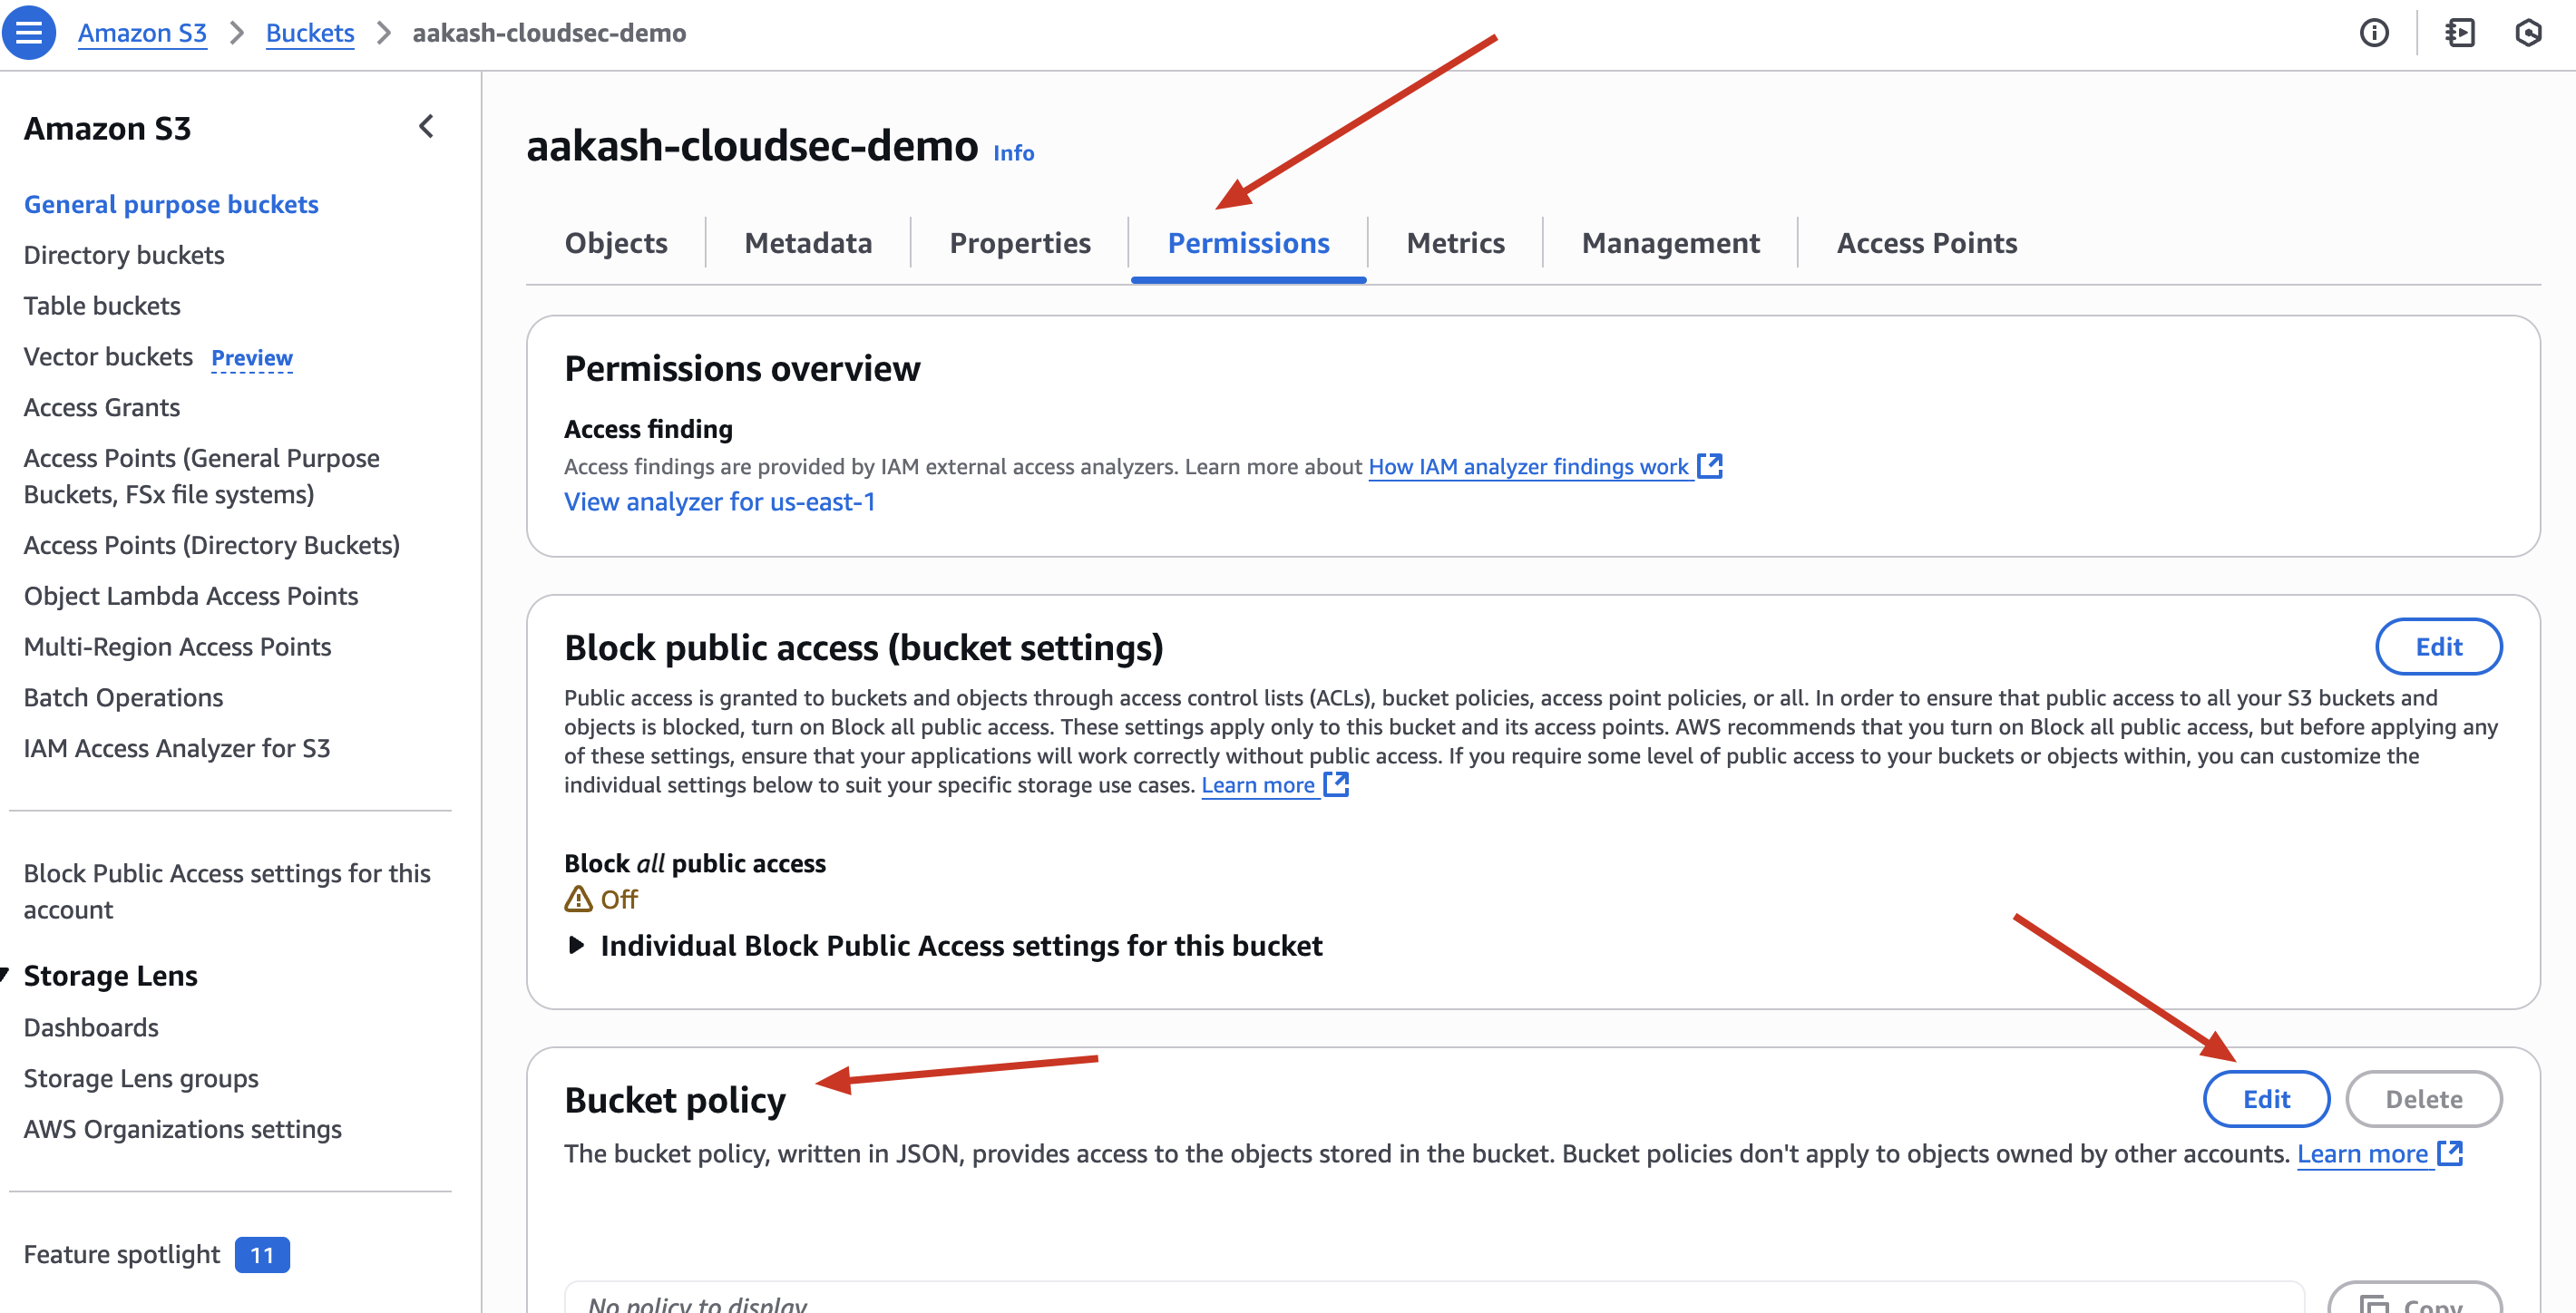 Amazon S3 > Buckets > aakash-cloudsec-demo
Amazon S3
General purpose buckets
Directory buckets
Table buckets
Vector buckets Preview
Access Grants
Access Points (General Purpose
Buckets, FSx file systems)
Access Points (Directory Buckets)
Object Lambda Access Points
Multi-Region Access Points
Batch Operations
IAM Access Analyzer for S3
Block Public Access settings for this
account
Storage Lens
Dashboards
Storage Lens groups
AWS Organizations settings
Feature spotlight 11
aakash-cloudsec-demo Info
Objects Metadata Properties Permissions Metrics Management Access Points
Permissions overview
Access finding
Access findings are provided by IAM external access analyzers. Learn more about How IAM analyzer findings work
View analyzer for us-east-1
Block public access (bucket settings) Edit
Public access is granted to buckets and objects through access control lists (ACLs), bucket policies, access point policies, or all. In order to ensure that public access to all your S3 buckets and
objects is blocked, turn on Block all public access. These settings apply only to this bucket and its access points. AWS recommends that you turn on Block all public access, but before applying any
of these settings, ensure that your applications will work correctly without public access. If you require some level of public access to your buckets or objects within, you can customize the
individual settings below to suit your specific storage use cases. Learn more
Block all public access
Off
Individual Block Public Access settings for this bucket
Bucket policy Edit Delete
The bucket policy, written in JSON, provides access to the objects stored in the bucket. Bucket policies don't apply to objects owned by other accounts. Learn more
No policy to display
Copy